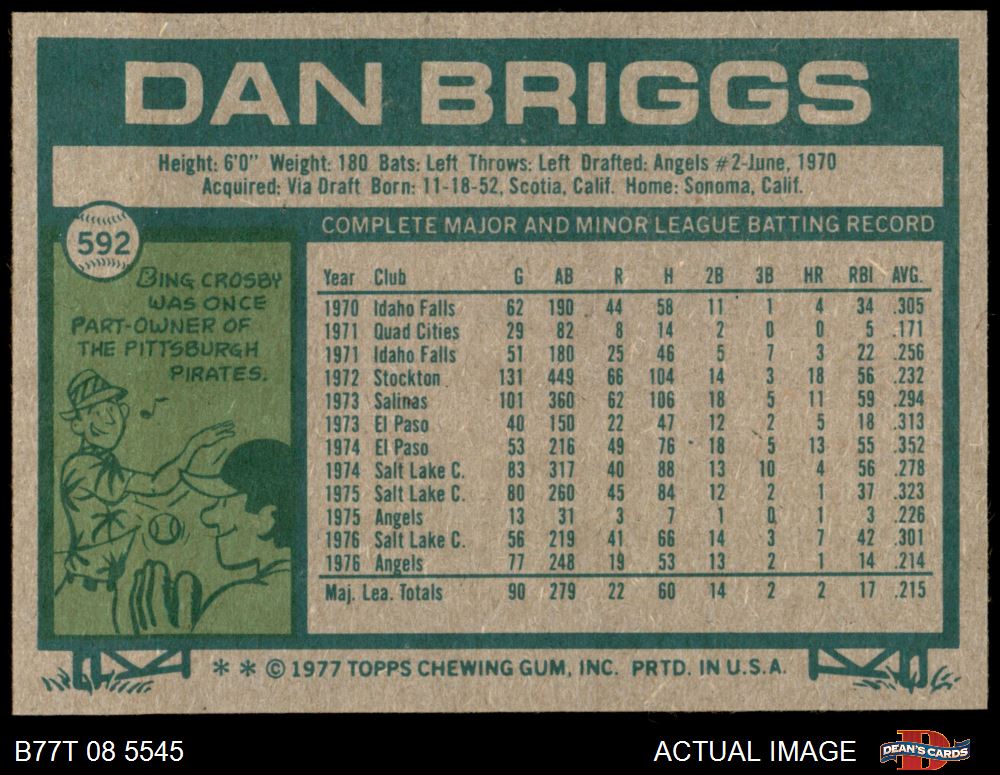 DAN BRIGGS
Height: 6'0" Weight: 180 Bats: Left Throws: Left Drafted: Angels #2-June, 1970
Acquired: Via Draft Born: 11-18-52, Scotia, Calif. Home: Sonoma, Calif.
592
BING CROSBY
WAS ONCE
PART-OWNER OF
THE PITTSBURGH
PIRATES.
COMPLETE MAJOR AND MINOR LEAGUE BATTING RECORD
Year Club G AB R H 2B 3B HR RBI AVG.
1970 Idaho Falls 62 190 44 58 11 1 4 34 .305
1971 Quad Cities 29 82 8 14 2 0 0 5 .171
1971 Idaho Falls 51 180 25 46 5 7 3 22 .256
1972 Stockton 131 449 66 104 14 3 18 56 .232
1973 Salinas 101 360 62 106 18 5 11 59 .294
1973 El Paso 40 150 22 47 12 2 5 18 .313
1974 El Paso 53 216 49 76 18 5 13 55 .352
1974 Salt Lake C. 83 317 40 88 13 10 4 56 .278
1975 Salt Lake C. 80 260 45 84 12 2 1 37 .323
1975 Angels 13 31 3 7 1 0 1 3 .226
1976 Salt Lake C. 56 219 41 66 14 3 7 42 .301
1976 Angels 77 248 19 53 13 2 1 14 .214
Maj. Lea. Totals 90 279 22 60 14 2 2 17 .215
* * © 1977 TOPPS CHEWING GUM, INC. PRTD. IN U.S.A.
B77T 08 5545
ACTUAL IMAGE
DEAN'S CARDS